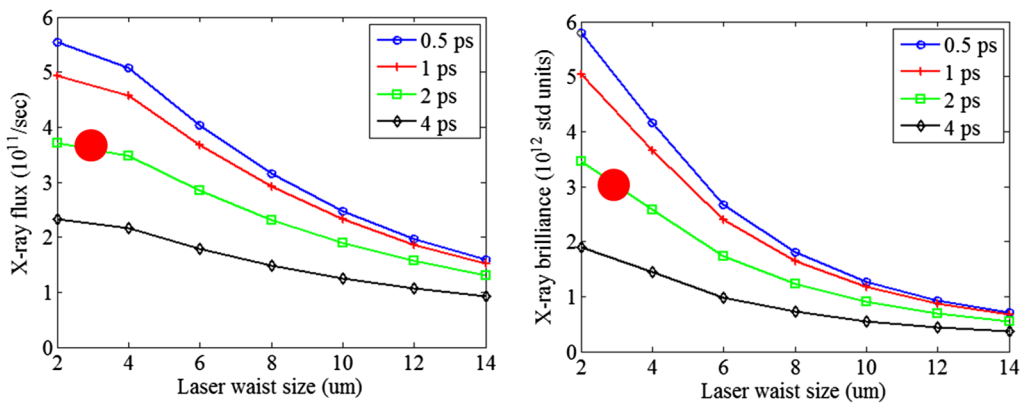 X-ray flux (10¹¹/sec)
6
5
4
3
2
1
0
2 4 6 8 10 12 14
Laser waist size (um)
0.5 ps
1 ps
2 ps
4 ps
X-ray brilliance (10¹² std units)
6
5
4
3
2
1
0
2 4 6 8 10 12 14
Laser waist size (um)
0.5 ps
1 ps
2 ps
4 ps